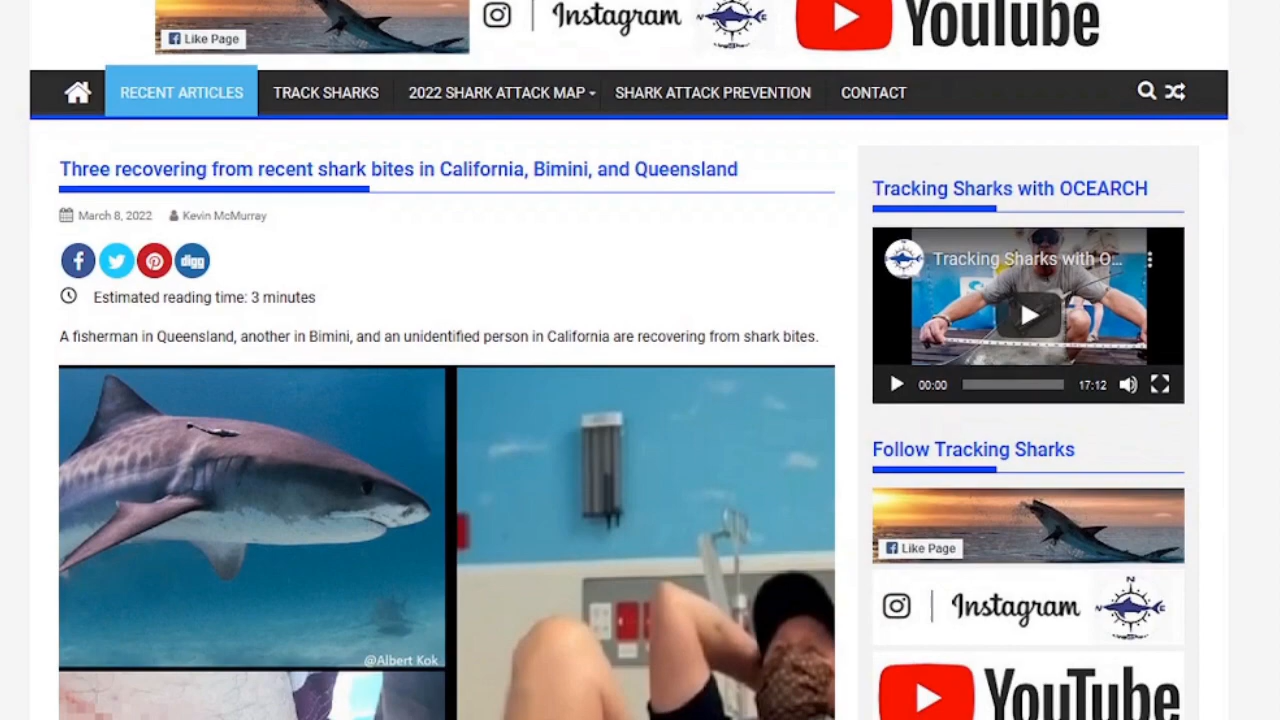 Like Page
Instagram
YouTube
RECENT ARTICLES
TRACK SHARKS
2022 SHARK ATTACK MAP
SHARK ATTACK PREVENTION
CONTACT
Three recovering from recent shark bites in California, Bimini, and Queensland
March 8, 2022 Kevin McMurray
digg
Estimated reading time: 3 minutes
A fisherman in Queensland, another in Bimini, and an unidentified person in California are recovering from shark bites.
@Albert Kok
Tracking Sharks with OCEARCH
Tracking Sharks with O...
00:00
17:12
Follow Tracking Sharks
Like Page
Instagram
N
YouTube